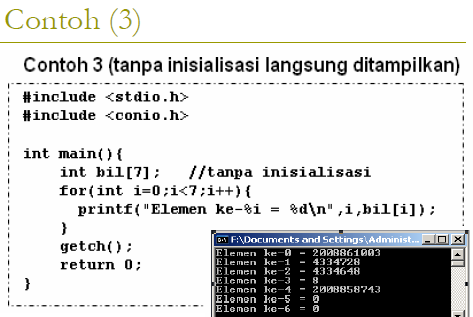 Contoh (3)
Contoh 3 (tanpa inisialisasi langsung ditampilkan)
#include <stdio.h>
#include <conio.h>
int main(){
int bil[7]; //tanpa inisialisasi
for(int i=0;i<7;i++){
printf("Elemen ke-%i = %d\n",i,bil[i]);
}
getch();
return 0;
}
F:\Documents and Settings\Administ...
Elemen ke-0 = 2008861003
Elemen ke-1 = 4334728
Elemen ke-2 = 4334648
Elemen ke-3 = 8
Elemen ke-4 = 2008858743
Elemen ke-5 = 0
Elemen ke-6 = 0